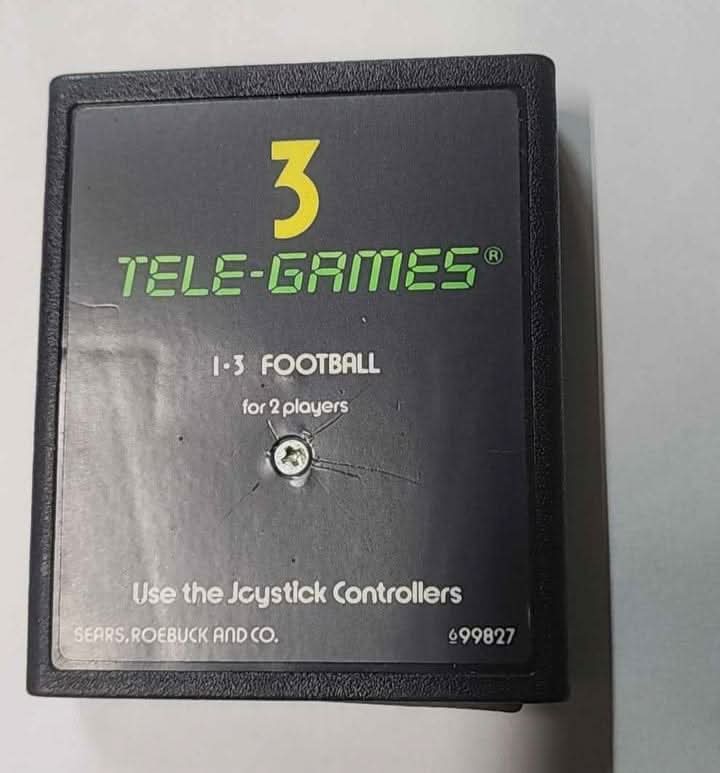 3
TELE-GAMES®
1·3 FOOTBALL
for 2 players
Use the Joystick Controllers
SEARS, ROEBUCK AND CO. 699827